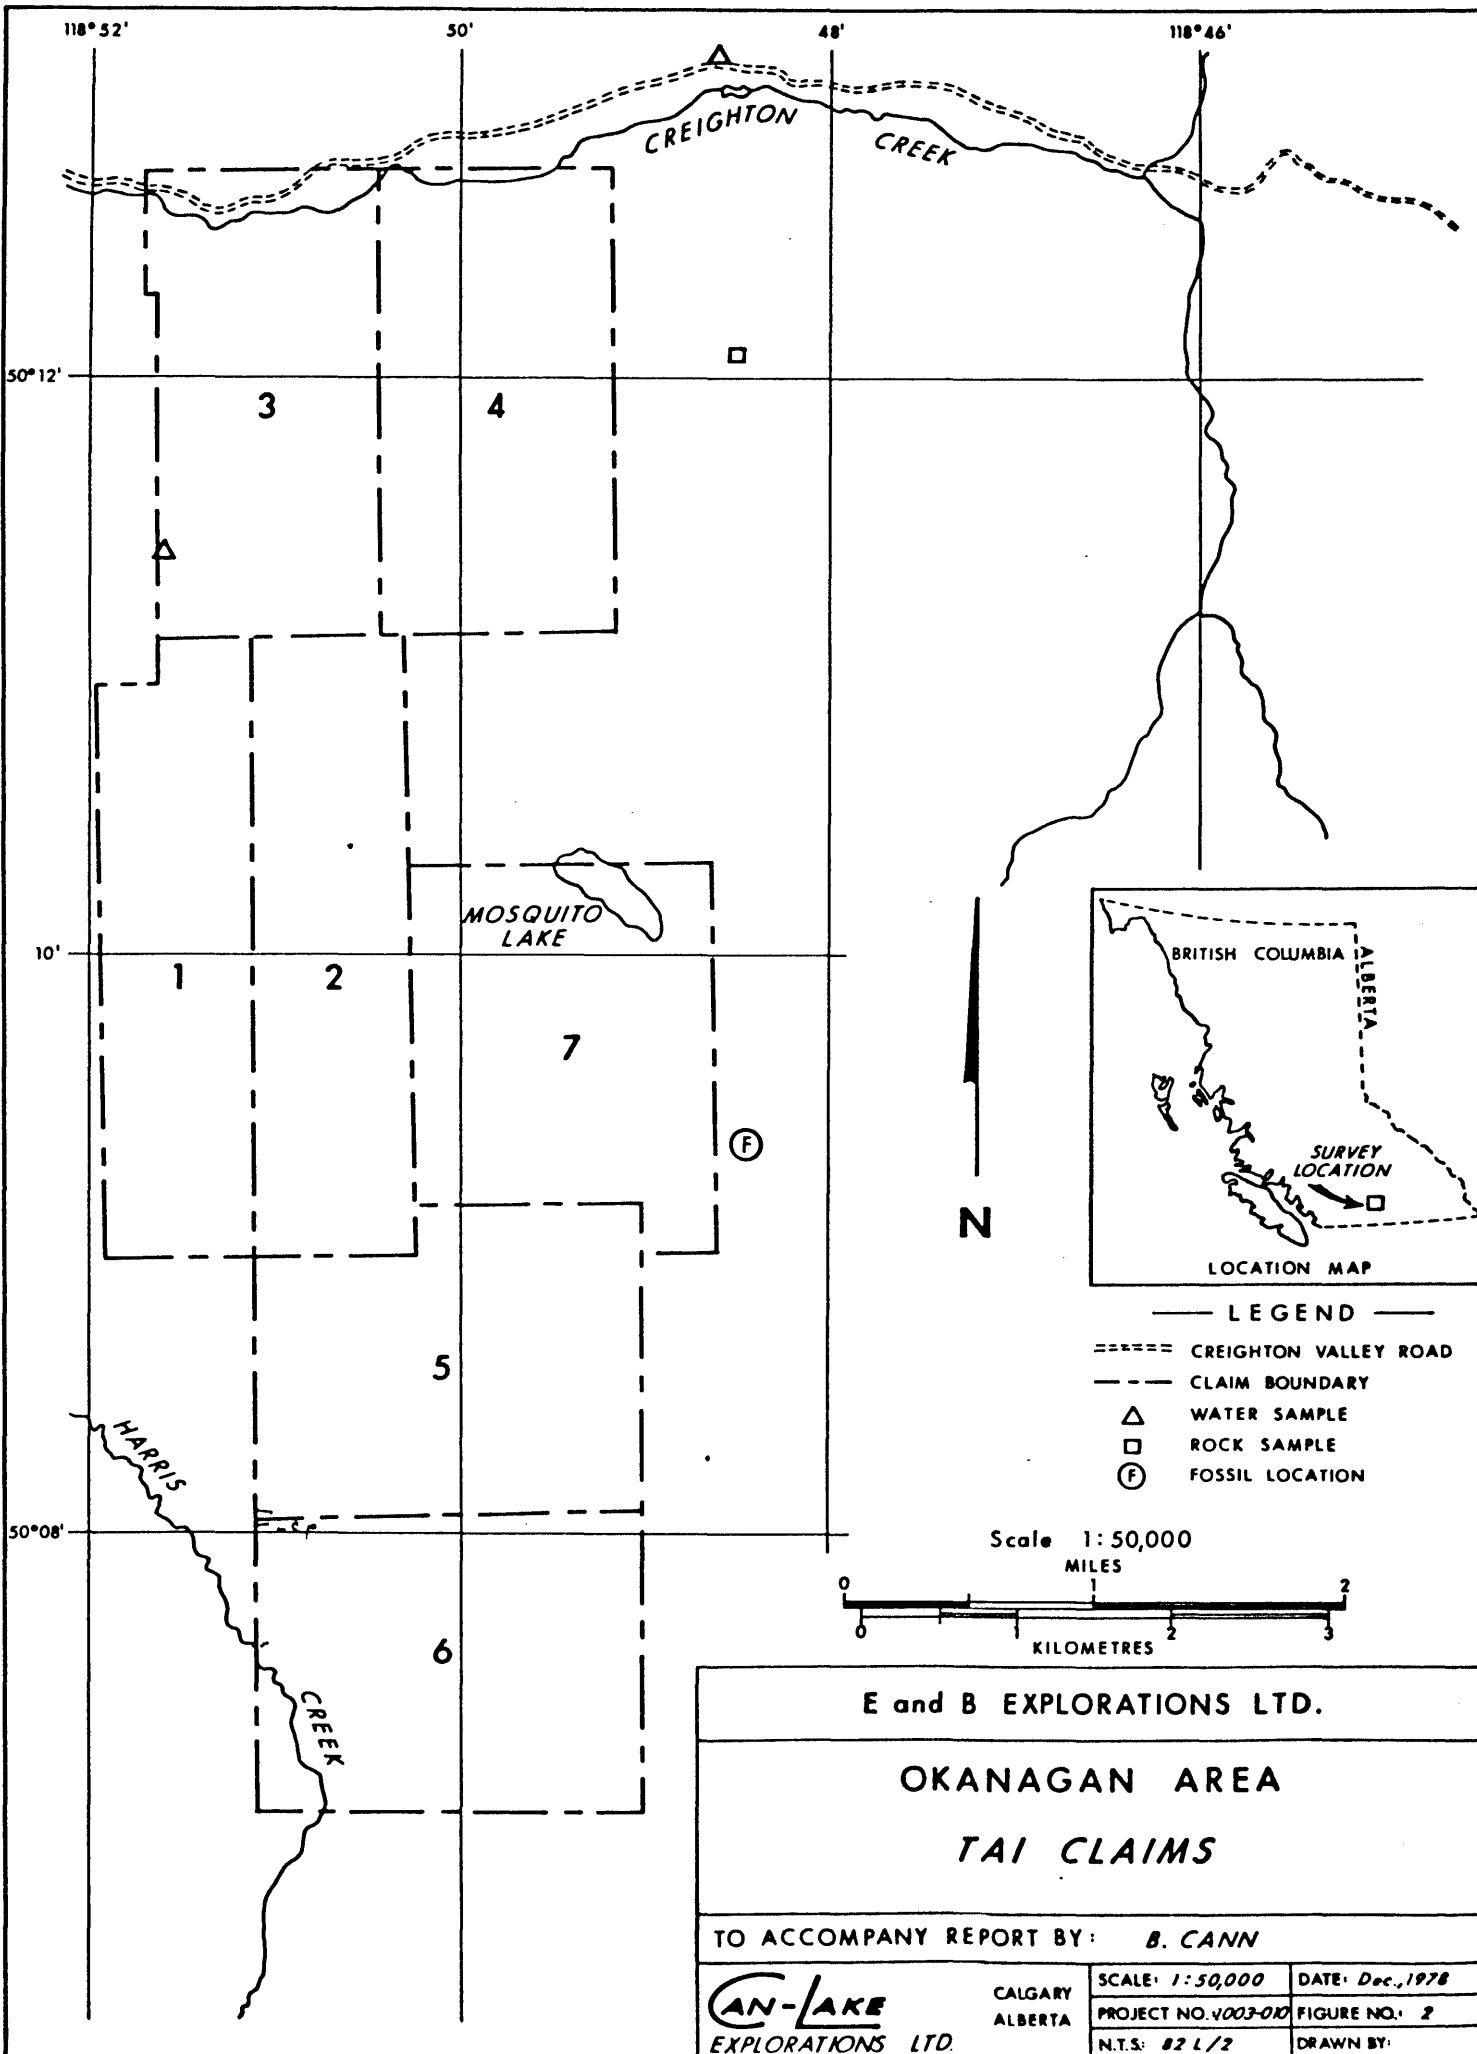 118°52'
50'
48'
118°46'
CREIGHTON
CREEK
50°12'
3
4
MOSQUITO
LAKE
10'
1
2
7
F
BRITISH COLUMBIA
ALBERTA
SURVEY
LOCATION
LOCATION MAP
N
LEGEND
CREIGHTON VALLEY ROAD
CLAIM BOUNDARY
WATER SAMPLE
ROCK SAMPLE
F FOSSIL LOCATION
5
HARRIS
CREEK
50°08'
6
Scale 1:50,000
MILES
0 1 2
0 1 2 3
KILOMETRES
E and B EXPLORATIONS LTD.
OKANAGAN AREA
TAI CLAIMS
TO ACCOMPANY REPORT BY: B. CANN
CAN-LAKE
EXPLORATIONS LTD.
CALGARY
ALBERTA
SCALE: 1:50,000
DATE: Dec., 1978
PROJECT NO. 4003-010
FIGURE NO.: 2
N.T.S: 82 L/2
DRAWN BY: